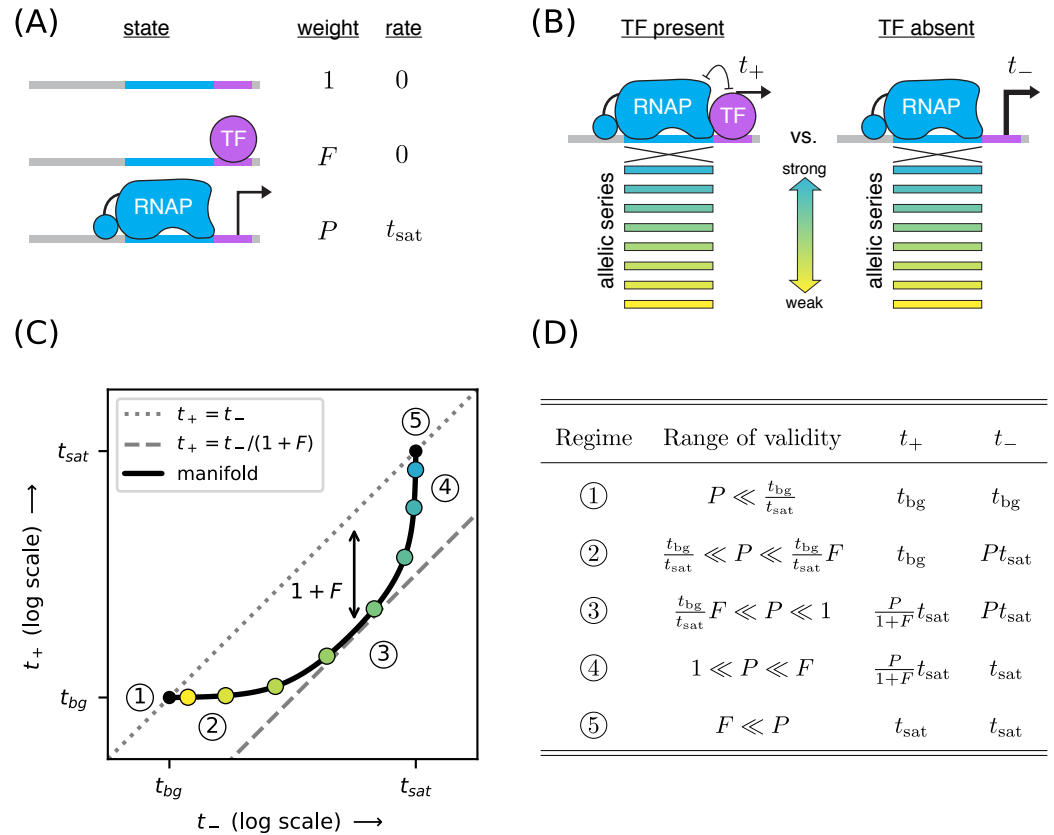 (A)
state weight rate
1 0
TF
F 0
RNAP
P t_sat
(B)
TF present TF absent
t_+ t_−
RNAP TF vs. RNAP
strong
allelic series allelic series
weak
(C)
t_+ = t_−
t_+ = t_−/(1 + F)
manifold
t_sat
t_bg
t_+ (log scale) ⟶
1 + F
①
②
③
④
⑤
t_bg t_sat
t_− (log scale) ⟶
(D)
Regime Range of validity t_+ t_−
① P ≪ t_bg/t_sat t_bg t_bg
② t_bg/t_sat ≪ P ≪ t_bg/t_sat F t_bg Pt_sat
③ t_bg/t_sat F ≪ P ≪ 1 P/(1+F) t_sat Pt_sat
④ 1 ≪ P ≪ F P/(1+F) t_sat t_sat
⑤ F ≪ P t_sat t_sat